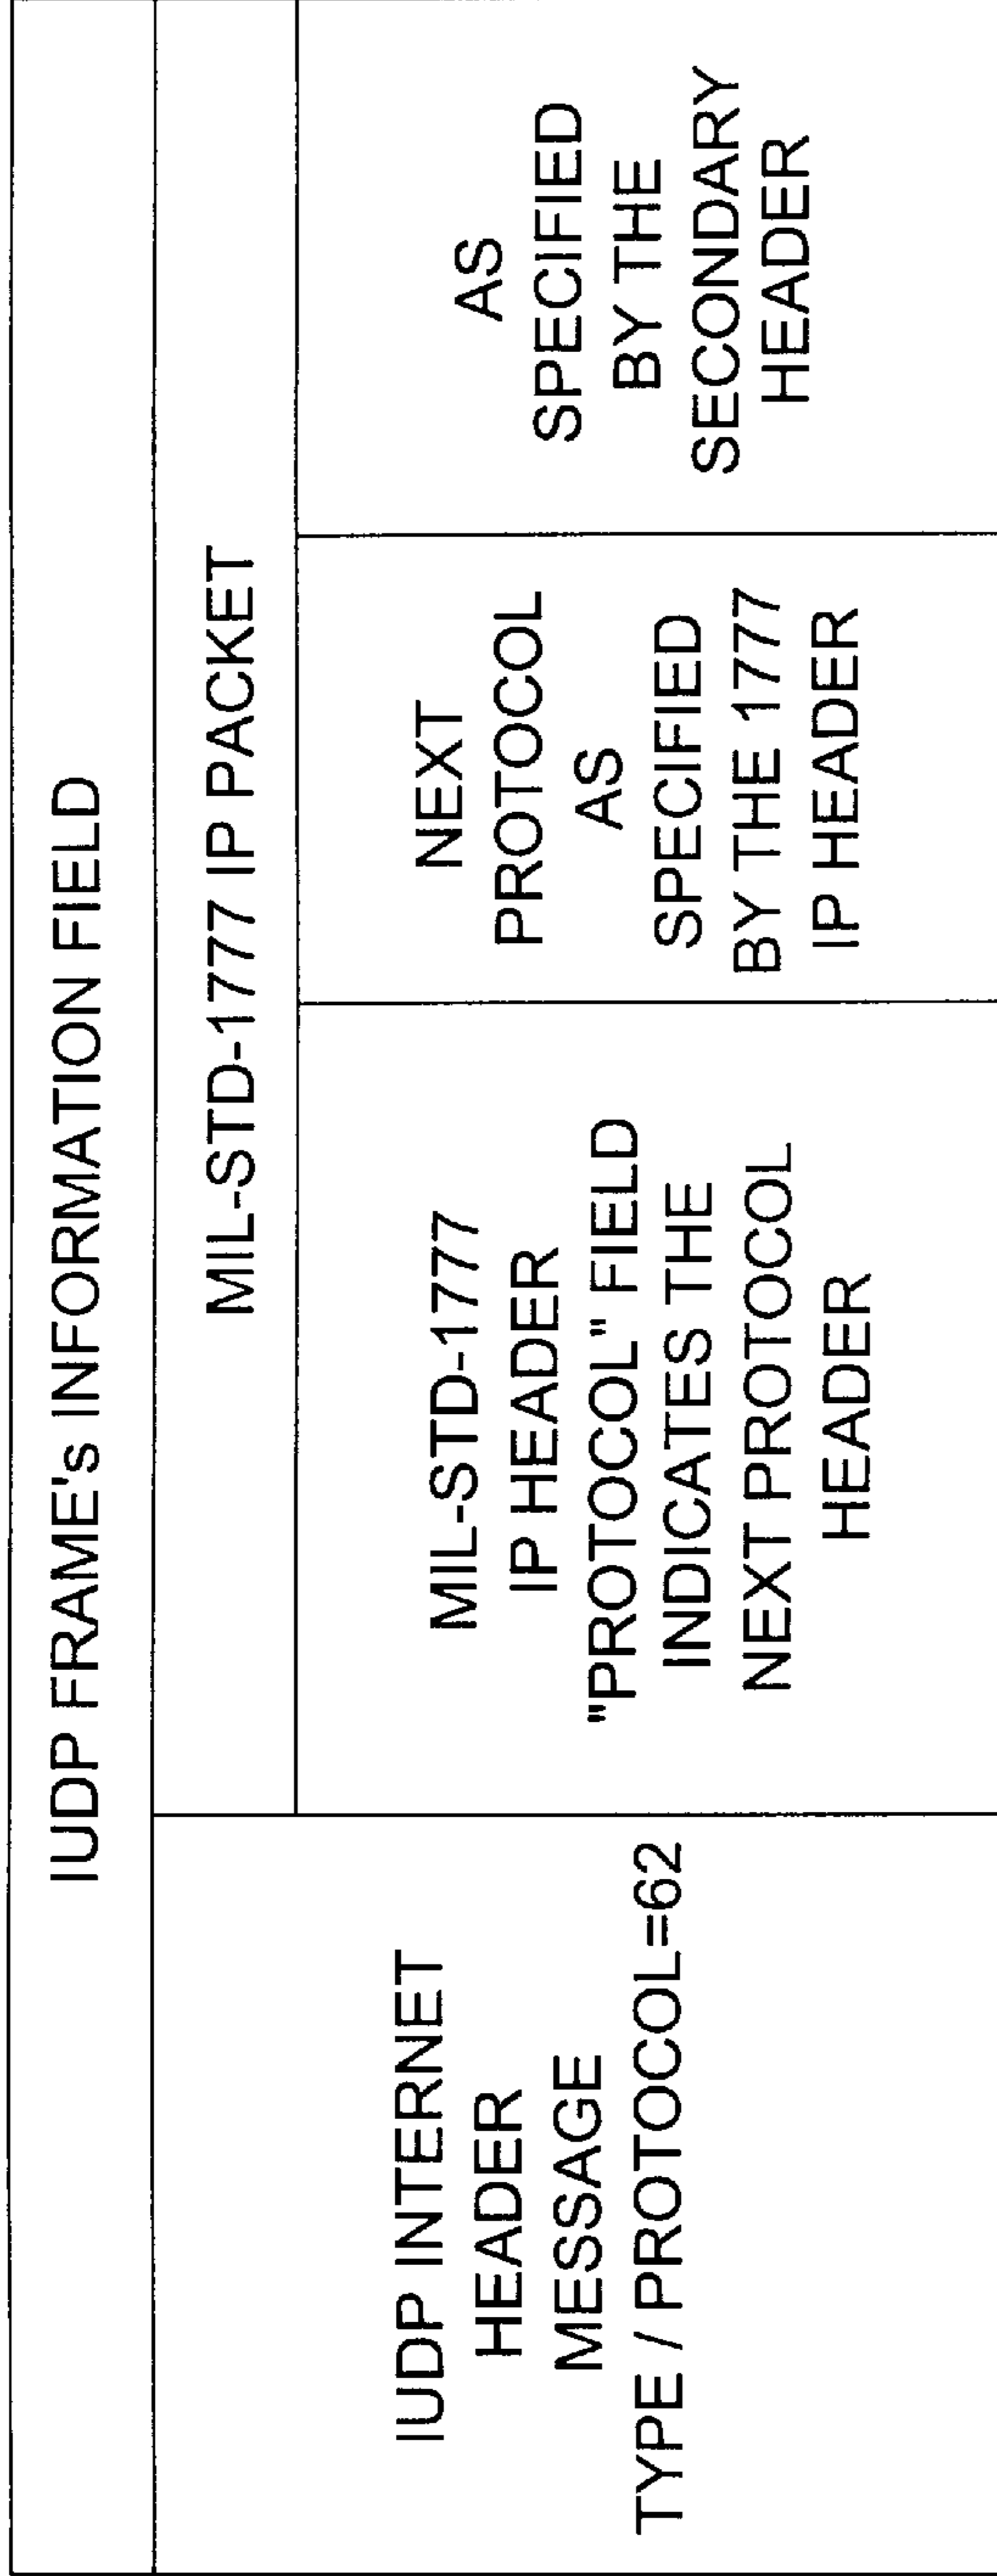 IUDP FRAME's INFORMATION FIELD
IUDP INTERNET
HEADER
MESSAGE
TYPE / PROTOCOL=62
MIL-STD-1777 IP PACKET
MIL-STD-1777
IP HEADER
"PROTOCOL" FIELD
INDICATES THE
NEXT PROTOCOL
HEADER
NEXT
PROTOCOL
AS
SPECIFIED
BY THE 1777
IP HEADER
AS
SPECIFIED
BY THE
SECONDARY
HEADER